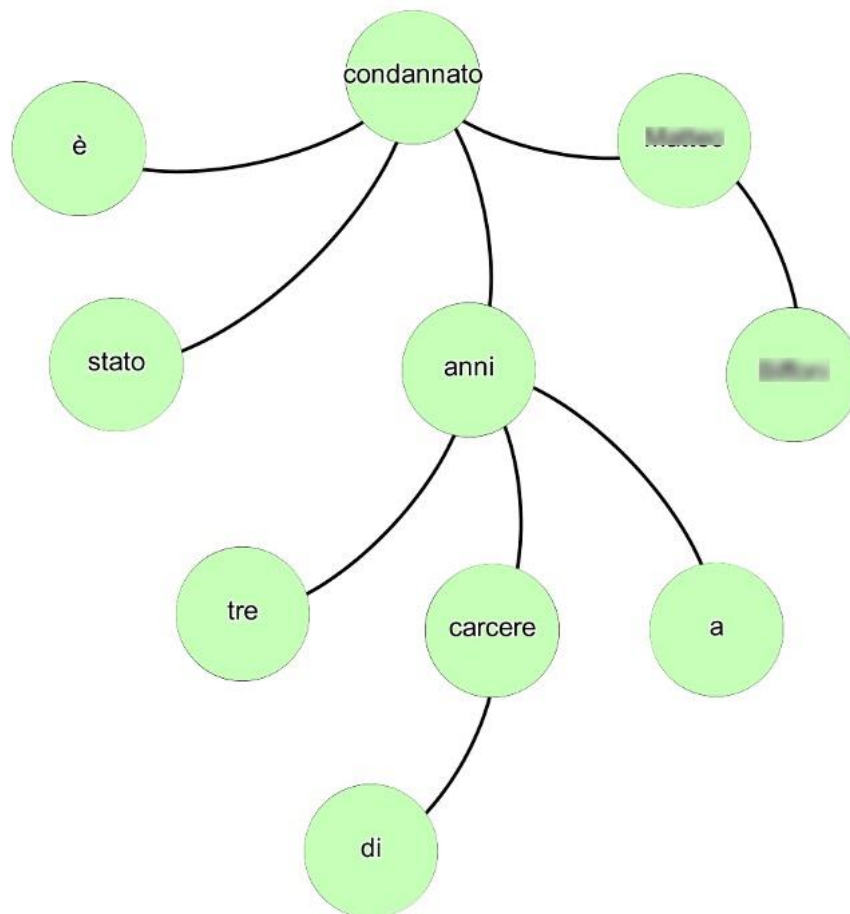 condannato
è
stato
anni
tre
carcere
a
di